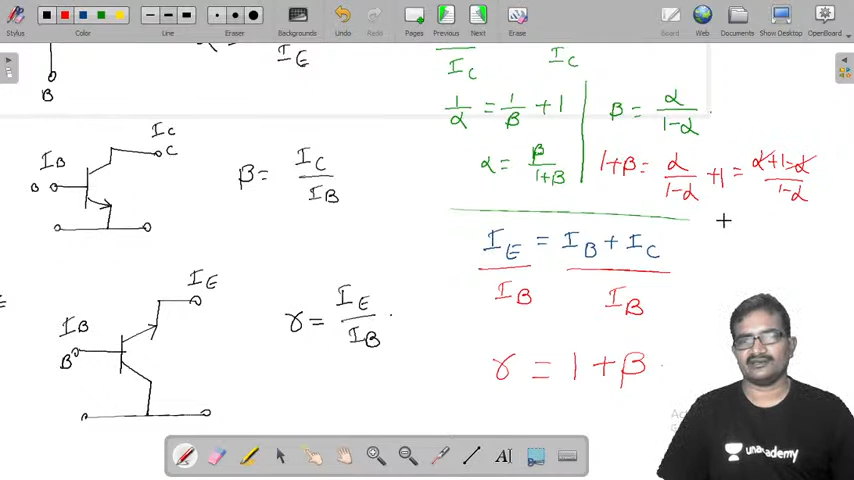 Stylus
Color
Line
Eraser
Backgrounds
Undo
Redo
Pages
Previous
Next
Erase
Board
Web
Documents
Show Desktop
OpenBoard
B
I_E
I_C I_C
1/α = 1/β + 1
β = α/(1-α)
α = β/(1+β)
1+β = α/(1-α) + 1 = (α+1-α)/(1-α)
I_B
I_C
C
β = I_C/I_B
I_E = I_B + I_C
I_B I_B
γ = 1 + β
I_E
I_B
B
γ = I_E/I_B
unacademy